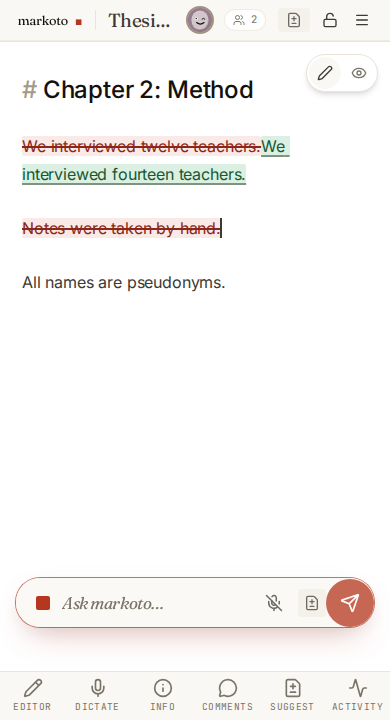 markoto
Thesi...
2
# Chapter 2: Method
We interviewed twelve teachers.We
interviewed fourteen teachers.
Notes were taken by hand.
All names are pseudonyms.
Ask markoto...
EDITOR DICTATE INFO COMMENTS SUGGEST ACTIVITY